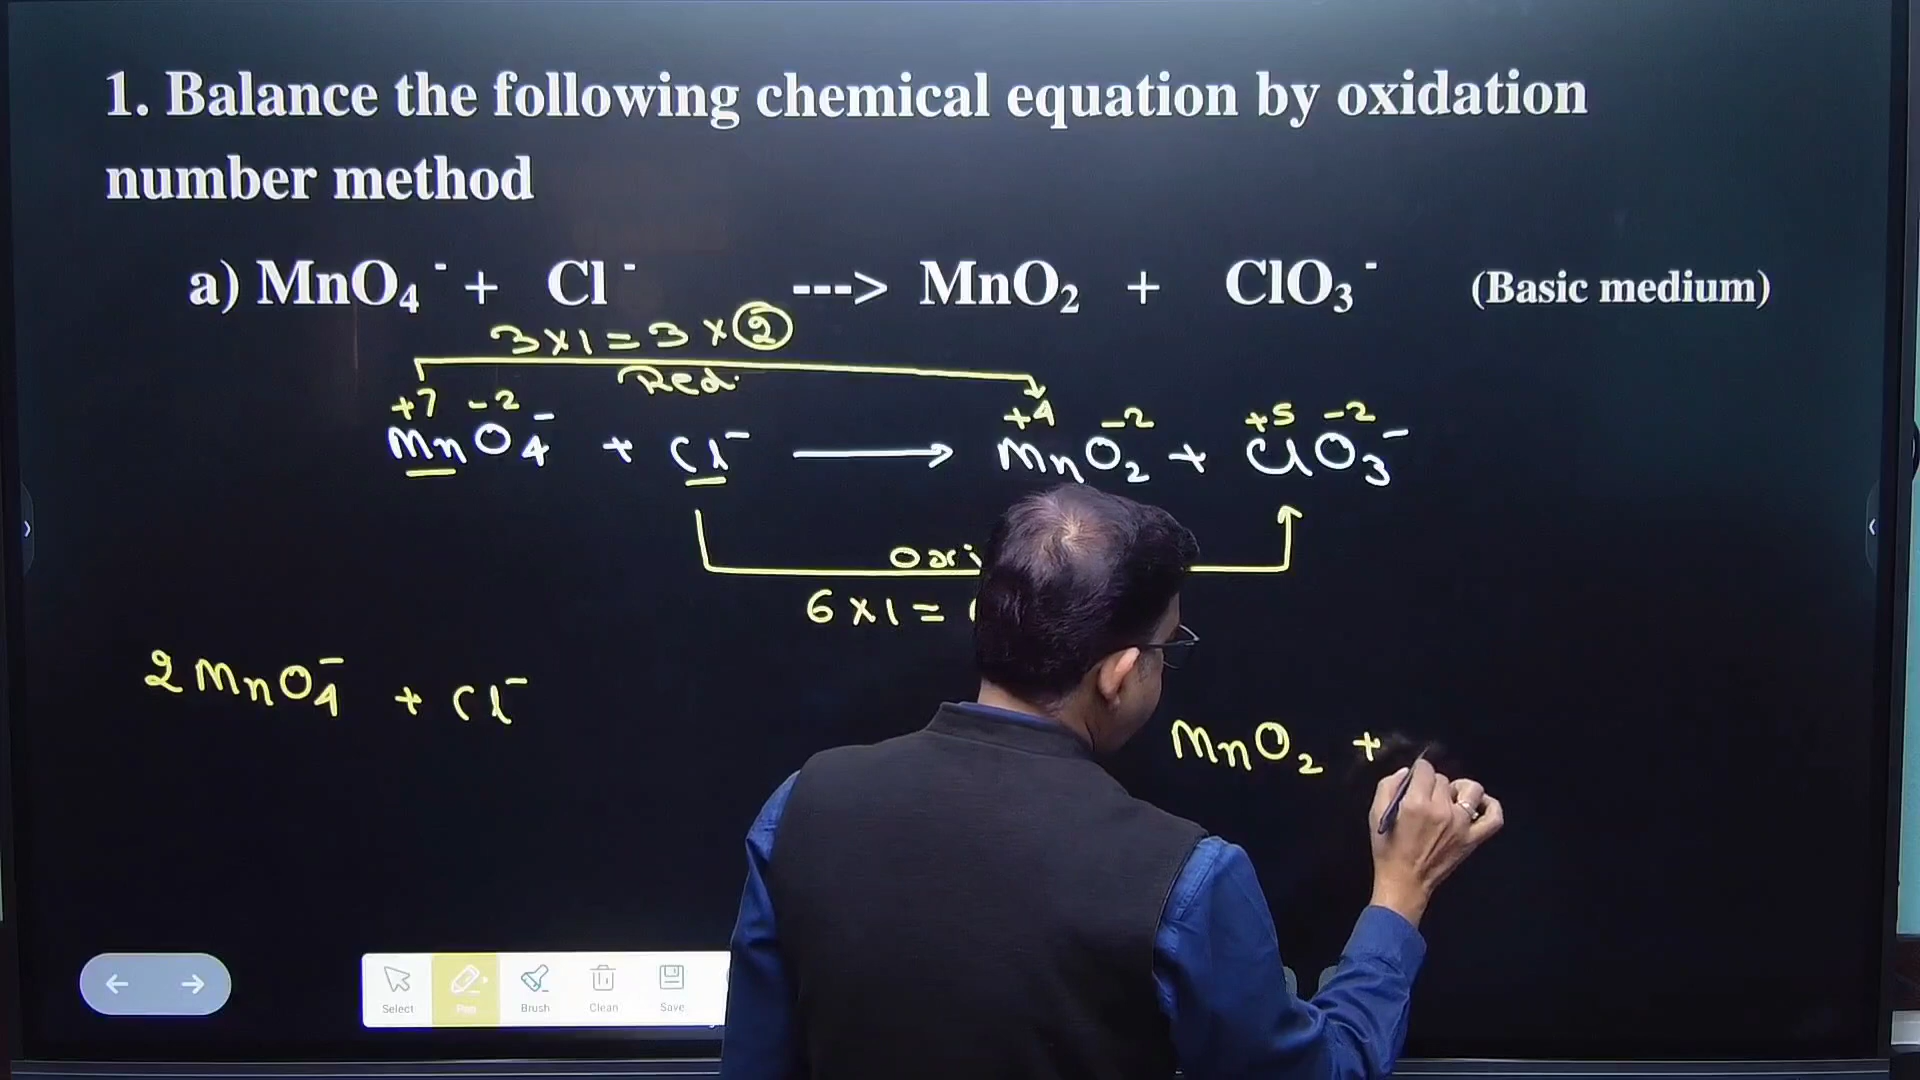 1. Balance the following chemical equation by oxidation
number method
a) MnO₄⁻ + Cl⁻ ---> MnO₂ + ClO₃⁻ (Basic medium)
3×1=3×②
Red.
+7 -2 +4 -2 +5 -2
MnO₄⁻ + Cl⁻ ⟶ MnO₂ + ClO₃⁻
Oxi
6×1=
2MnO₄⁻ + Cl⁻ MnO₂ +
Select Pen Brush Clean Save